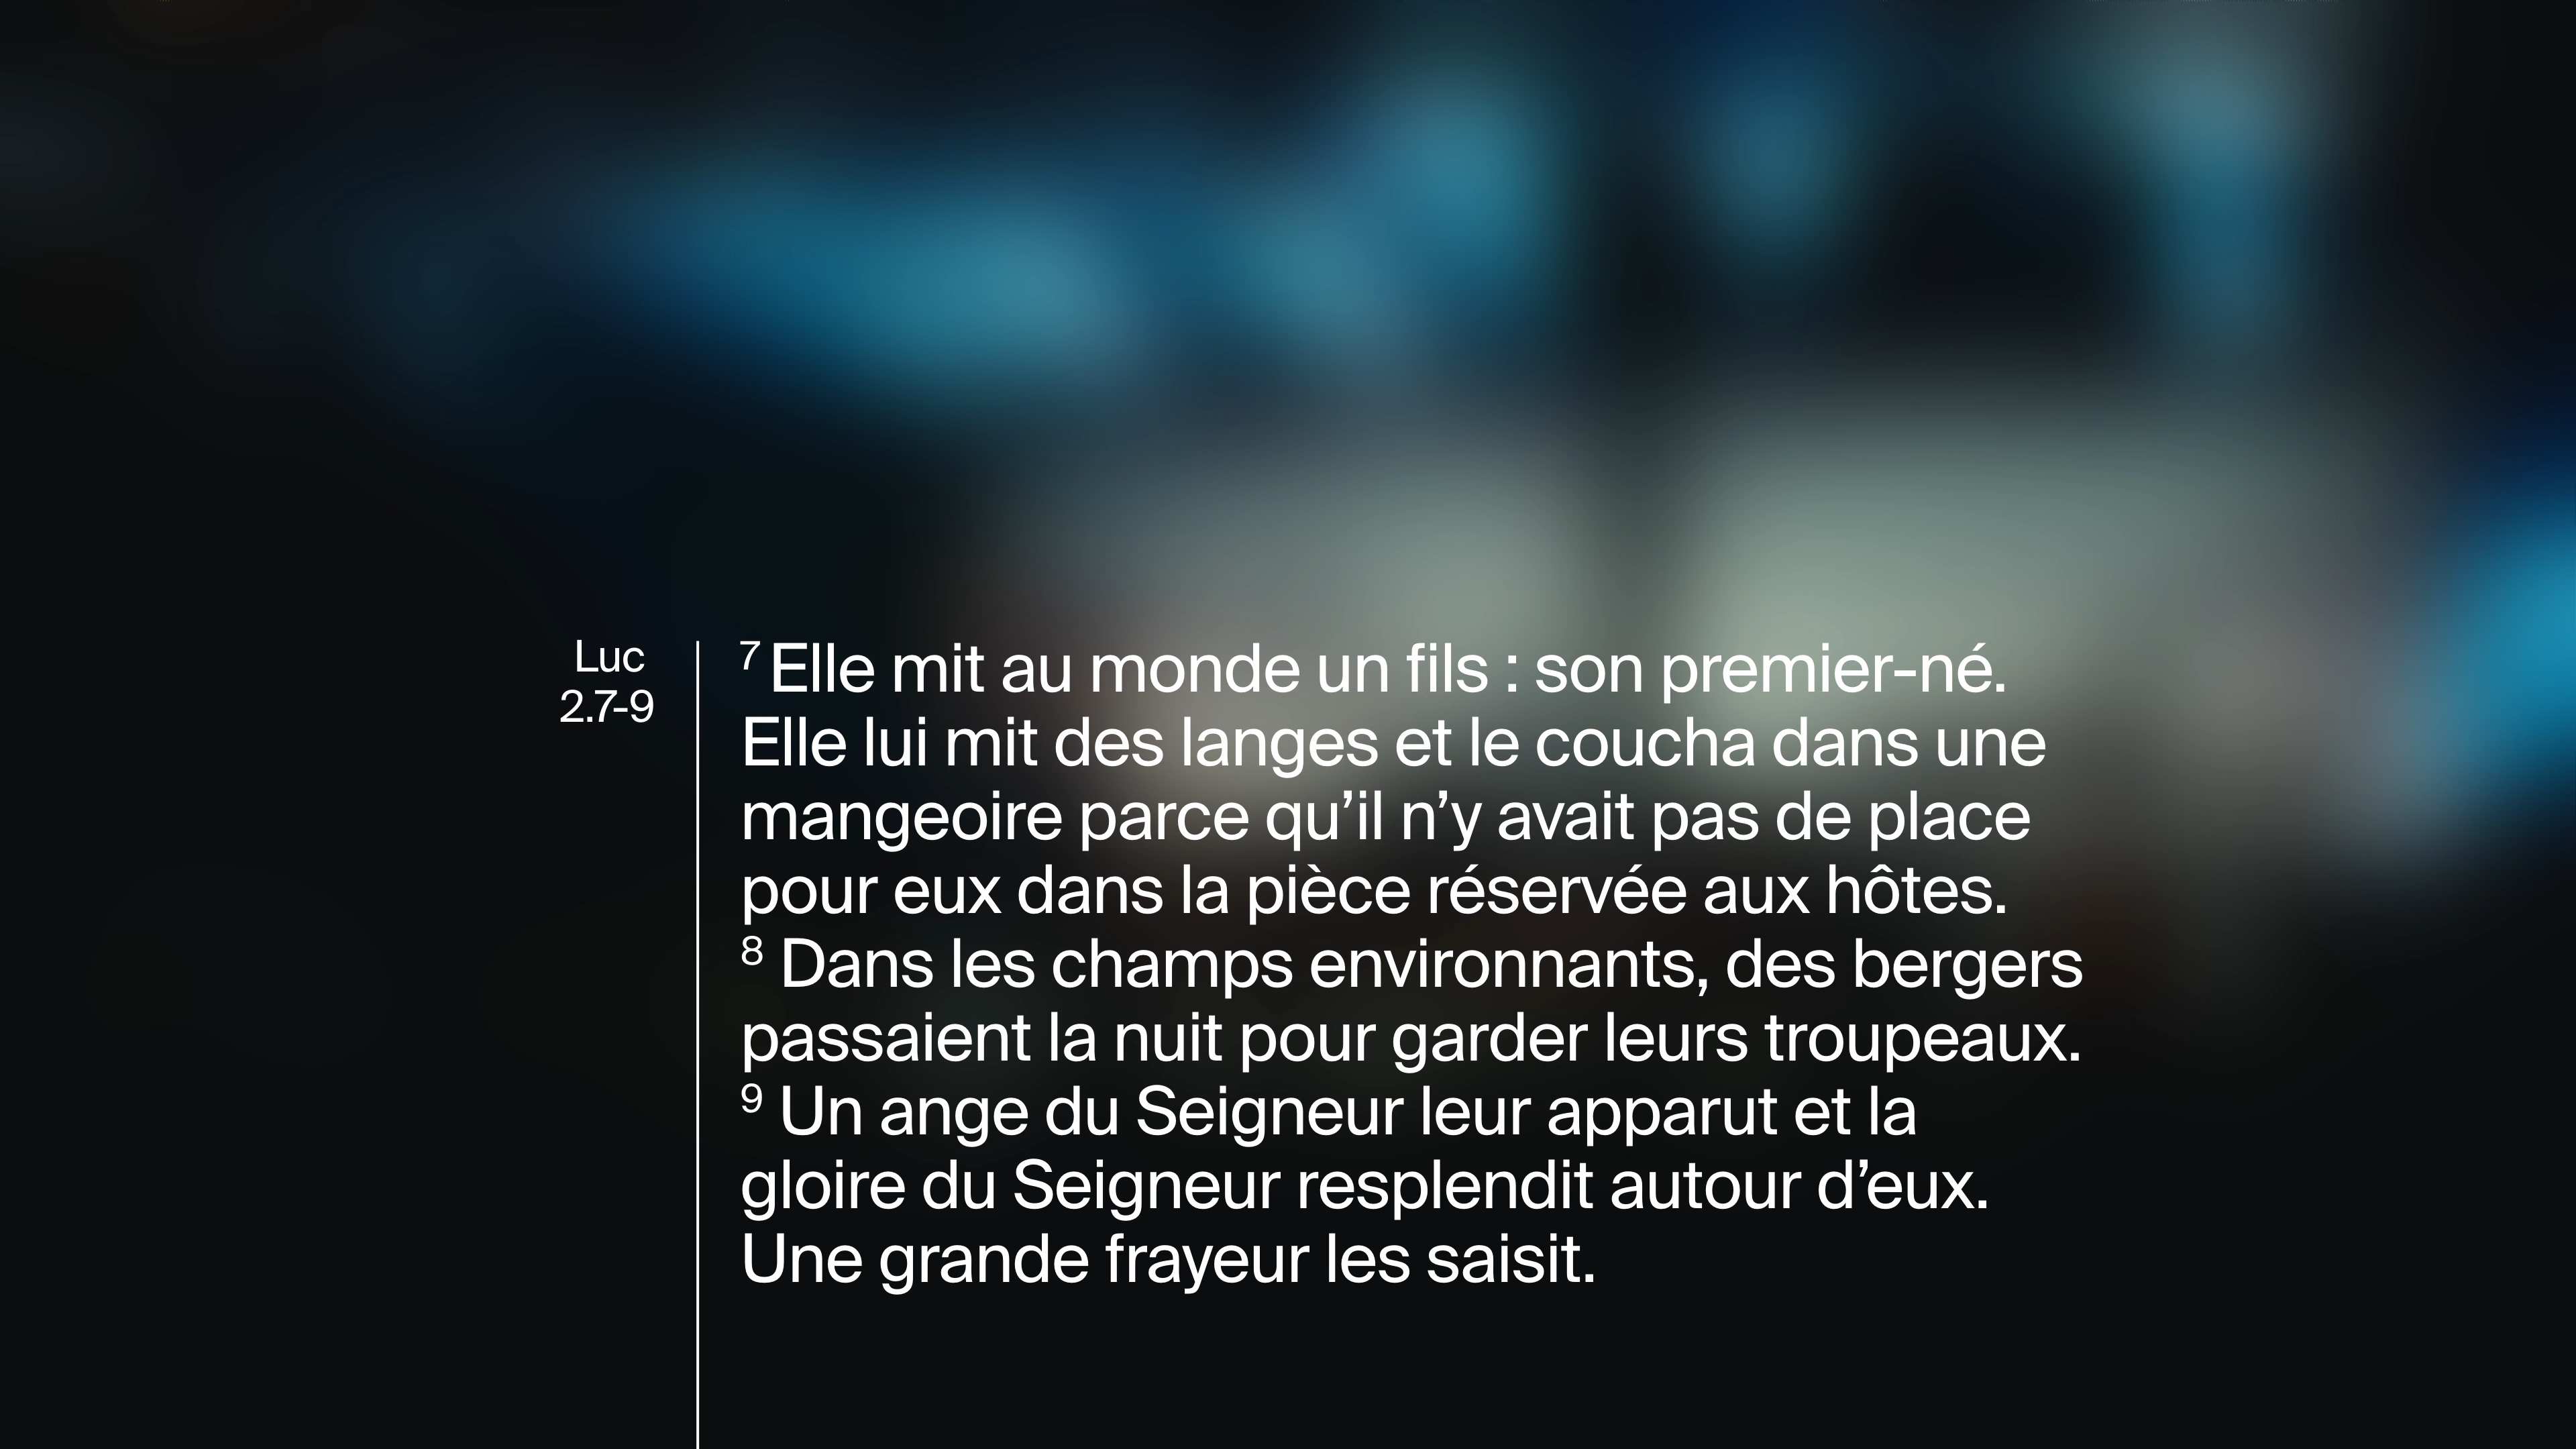 Luc
2.7-9
7 Elle mit au monde un fils : son premier-né.
Elle lui mit des langes et le coucha dans une
mangeoire parce qu’il n’y avait pas de place
pour eux dans la pièce réservée aux hôtes.
8 Dans les champs environnants, des bergers
passaient la nuit pour garder leurs troupeaux.
9 Un ange du Seigneur leur apparut et la
gloire du Seigneur resplendit autour d’eux.
Une grande frayeur les saisit.